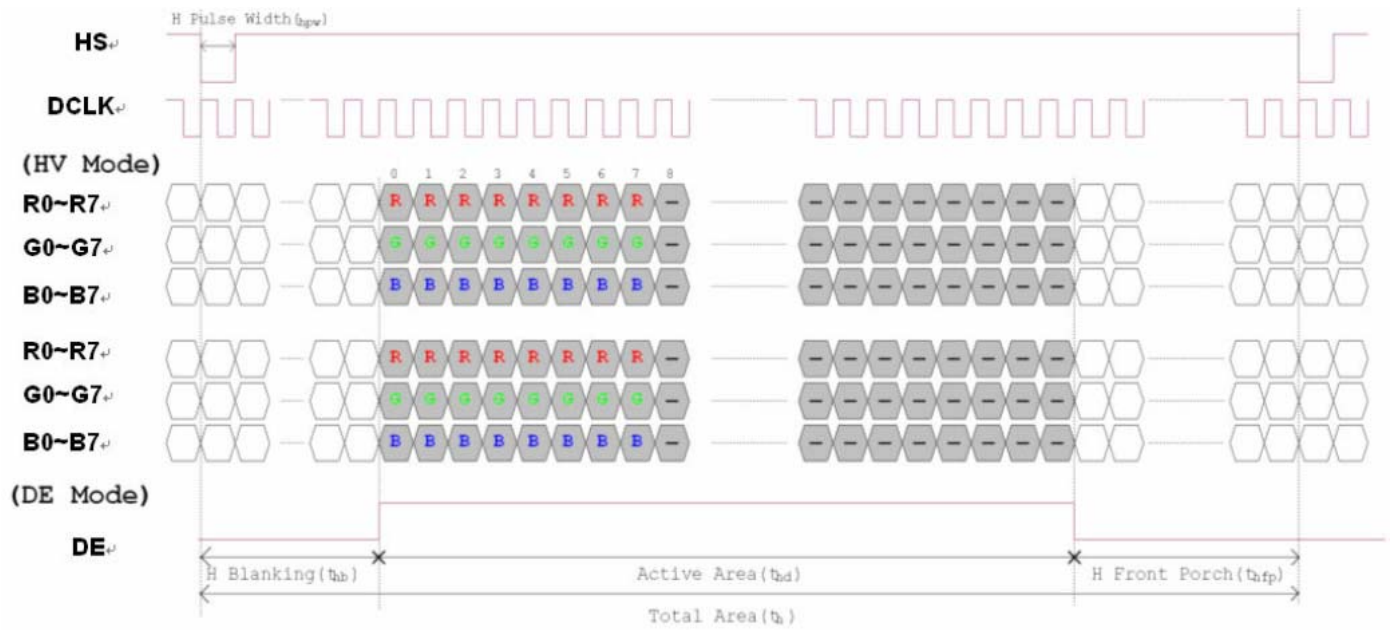 H Pulse Width(thpw)
HS
DCLK
(HV Mode)
0 1 2 3 4 5 6 7 8
R0~R7 R R R R R R R R – – – – – – – – –
G0~G7 G G G G G G G G – – – – – – – – –
B0~B7 B B B B B B B B – – – – – – – – –
R0~R7 R R R R R R R R – – – – – – – – –
G0~G7 G G G G G G G G – – – – – – – – –
B0~B7 B B B B B B B B – – – – – – – – –
(DE Mode)
DE
H Blanking(thb) Active Area(thd) H Front Porch(thfp)
Total Area(th)